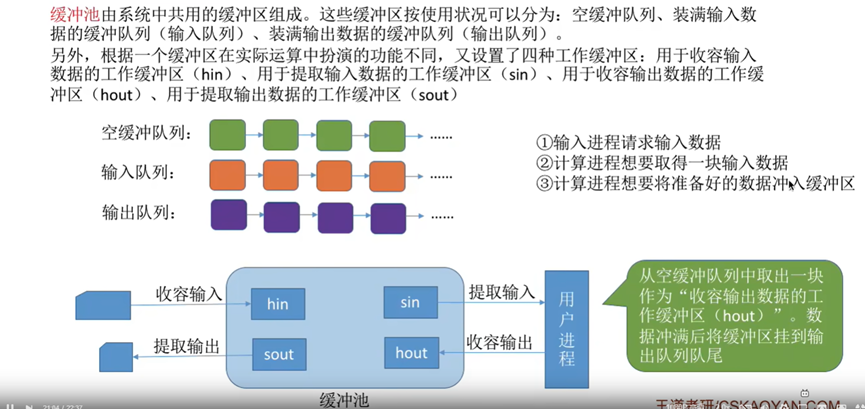 缓冲池由系统中共用的缓冲区组成。这些缓冲区按使用状况可以分为：空缓冲队列、装满输入数
据的缓冲队列（输入队列）、装满输出数据的缓冲队列（输出队列）。
另外，根据一个缓冲区在实际运算中扮演的功能不同，又设置了四种工作缓冲区：用于收容输入
数据的工作缓冲区（hin）、用于提取输入数据的工作缓冲区（sin）、用于收容输出数据的工作缓
冲区（hout）、用于提取输出数据的工作缓冲区（sout）
空缓冲队列：
......
输入队列：
......
输出队列：
......
①输入进程请求输入数据
②计算进程想要取得一块输入数据
③计算进程想要将准备好的数据冲入缓冲区
收容输入
hin
sin
提取输入
提取输出
sout
hout
收容输出
用户进程
缓冲池
从空缓冲队列中取出一块
作为“收容输出数据的工
作缓冲区（hout）”。数
据冲满后将缓冲区挂到输
出队列队尾
王道考研/CSKAOYAN.COM